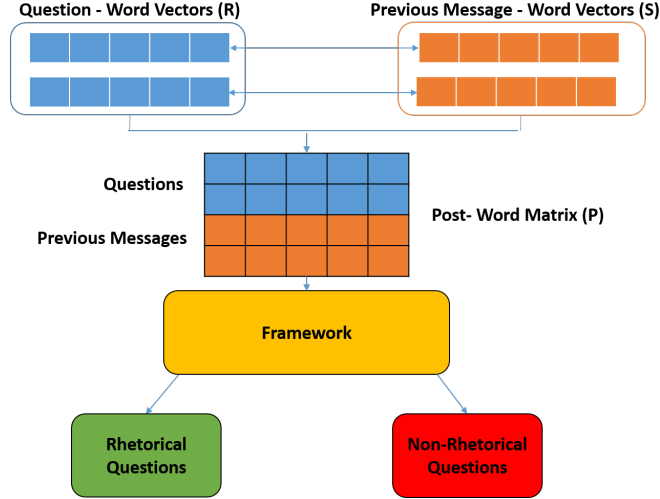 Question - Word Vectors (R)
Previous Message - Word Vectors (S)
Questions
Previous Messages
Post- Word Matrix (P)
Framework
Rhetorical
Questions
Non-Rhetorical
Questions